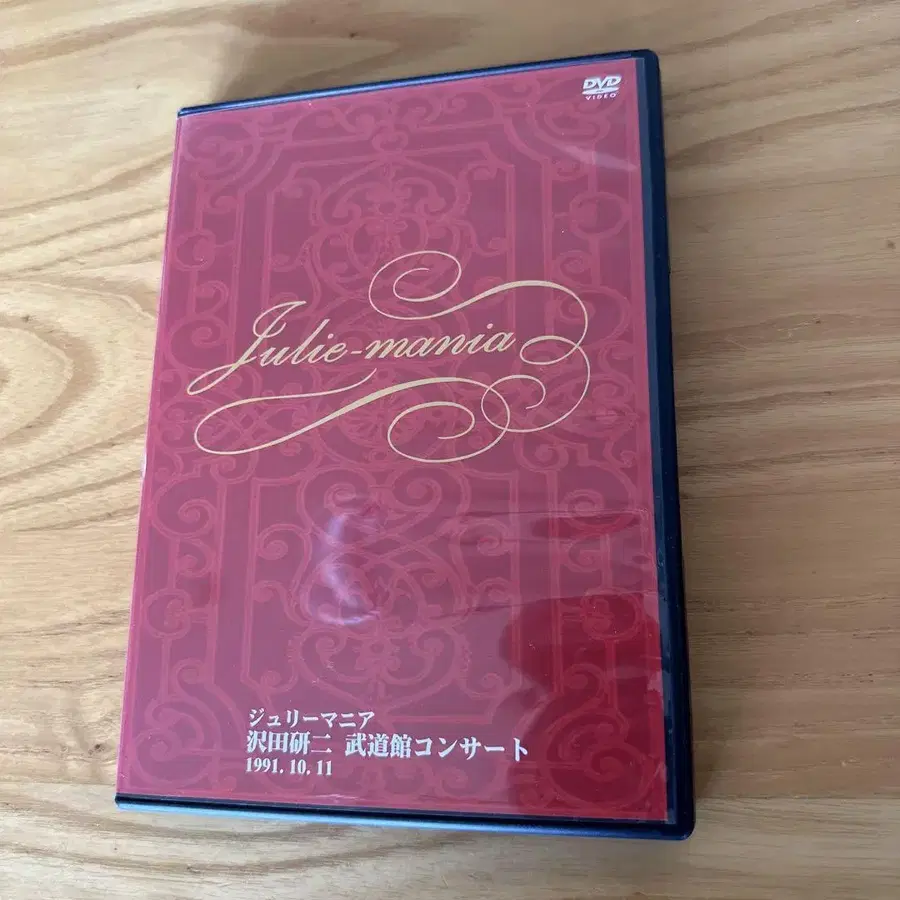 DVD
VIDEO
Julie-mania
ジュリーマニア
沢田研二 武道館コンサート
1991.10.11